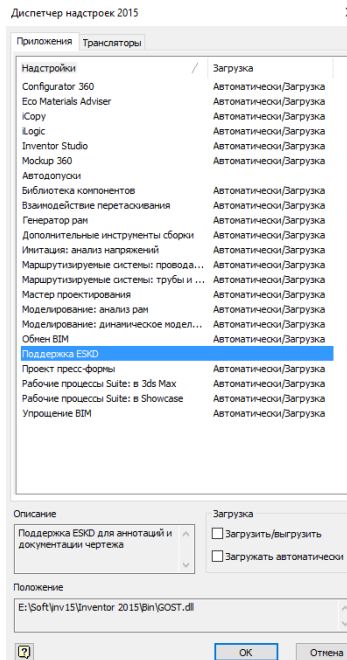 Диспетчер надстроек 2015
Приложения Трансляторы
Надстройки / Загрузка
Configurator 360 Автоматически/Загрузка
Eco Materials Adviser Автоматически/Загрузка
iCopy Автоматически/Загрузка
iLogic Автоматически/Загрузка
Inventor Studio Автоматически/Загрузка
Mockup 360 Автоматически/Загрузка
Автодопуски
Библиотека компонентов Автоматически/Загрузка
Взаимодействие перетаскивания Автоматически/Загрузка
Генератор рам Автоматически/Загрузка
Дополнительные инструменты сборки Автоматически/Загрузка
Имитация: анализ напряжений Автоматически/Загрузка
Маршрутизируемые системы: провода... Автоматически/Загрузка
Маршрутизируемые системы: трубы и ... Автоматически/Загрузка
Мастер проектирования Автоматически/Загрузка
Моделирование: анализ рам Автоматически/Загрузка
Моделирование: динамическое модел... Автоматически/Загрузка
Обмен BIM Автоматически/Загрузка
Поддержка ESKD
Проект пресс-формы Автоматически/Загрузка
Рабочие процессы Suite: в 3ds Max Автоматически/Загрузка
Рабочие процессы Suite: в Showcase Автоматически/Загрузка
Упрощение BIM Автоматически/Загрузка
Описание Загрузка
Поддержка ESKD для аннотаций и Загрузить/выгрузить
документации чертежа Загружать автоматически
Положение
E:\Soft\inv15\Inventor 2015\Bin\GOST.dll
? ОК Отмена